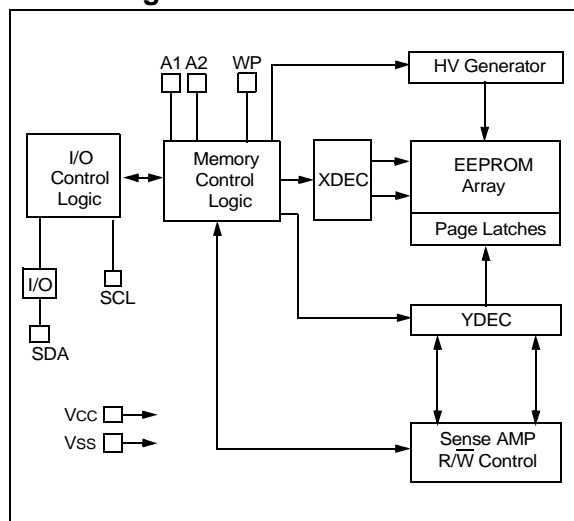 A1 A2 WP
HV Generator
I/O
Control
Logic
Memory
Control
Logic
XDEC
EEPROM
Array
Page Latches
I/O
SCL
SDA
YDEC
VCC
VSS
Sense AMP
R/W̅ Control